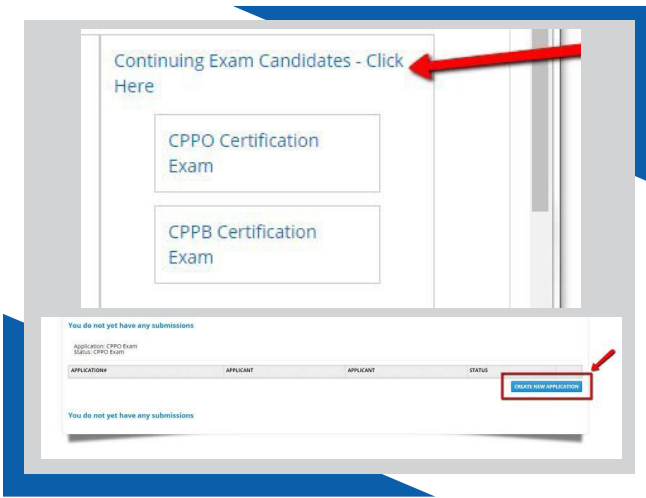 Continuing Exam Candidates - Click
Here
CPPO Certification
Exam
CPPB Certification
Exam
You do not yet have any submissions
Application: CPPO Exam
Status: CPPO Exam
APPLICATION# APPLICANT APPLICANT STATUS
CREATE NEW APPLICATION
You do not yet have any submissions